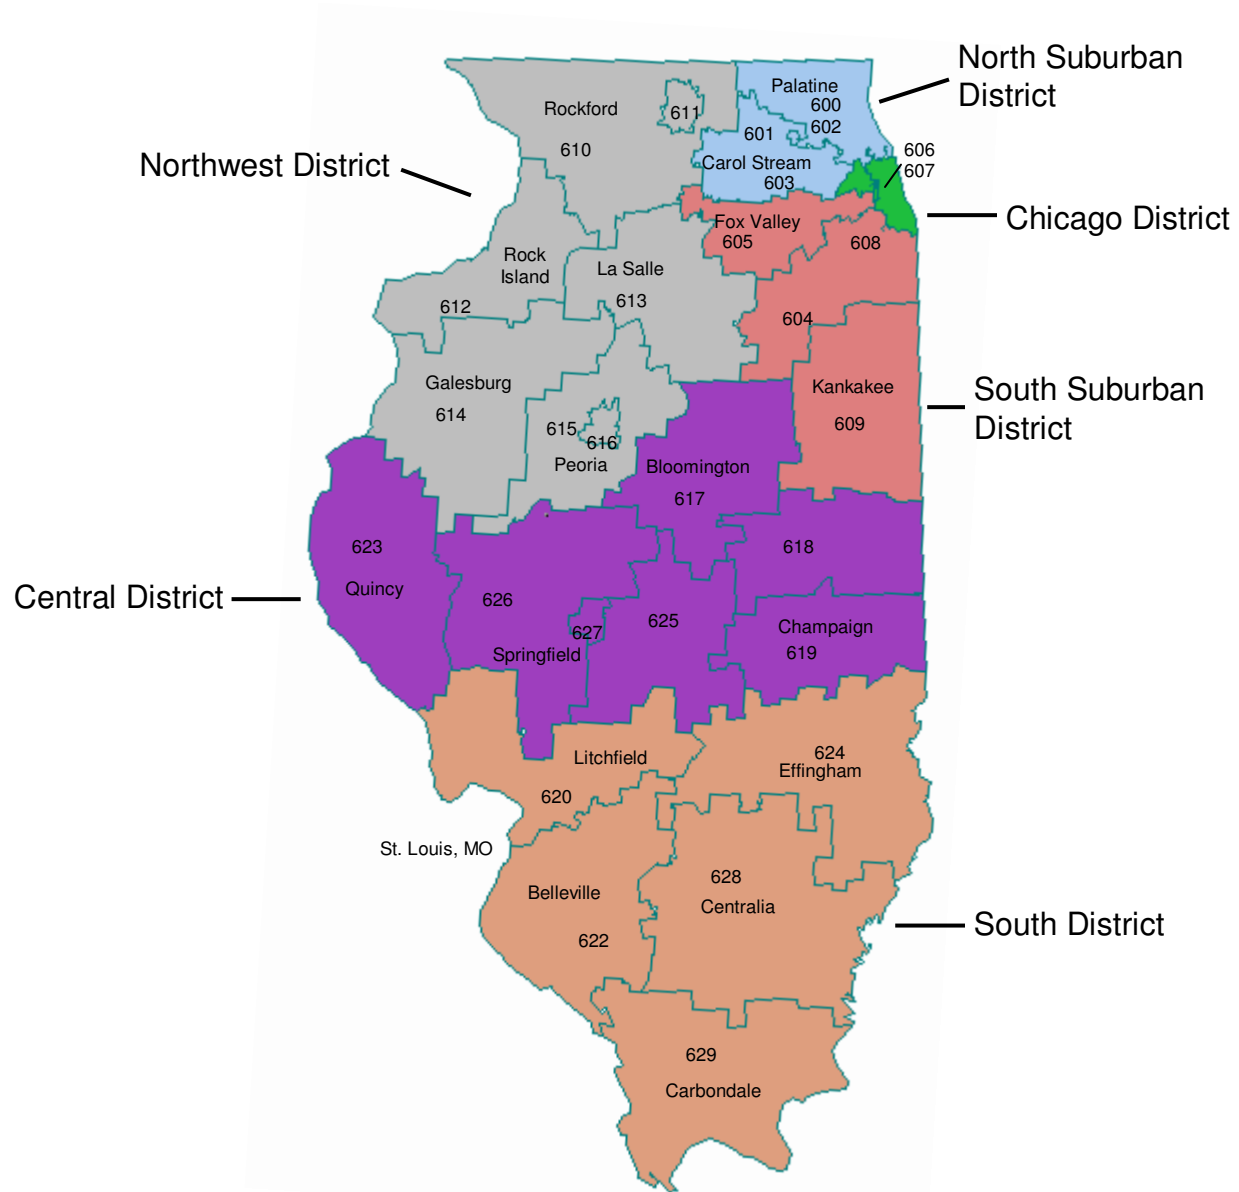 North Suburban
District
Palatine
600
602
601
Carol Stream
603
606
607
Rockford
611
610
Northwest District
Chicago District
Fox Valley
605
608
Rock
Island
612
La Salle
613
604
Galesburg
614
615
616
Peoria
Kankakee
609
South Suburban
District
Bloomington
617
618
623
Quincy
Central District
626
627
Springfield
625
Champaign
619
Litchfield
620
624
Effingham
St. Louis, MO
Belleville
622
628
Centralia
South District
629
Carbondale